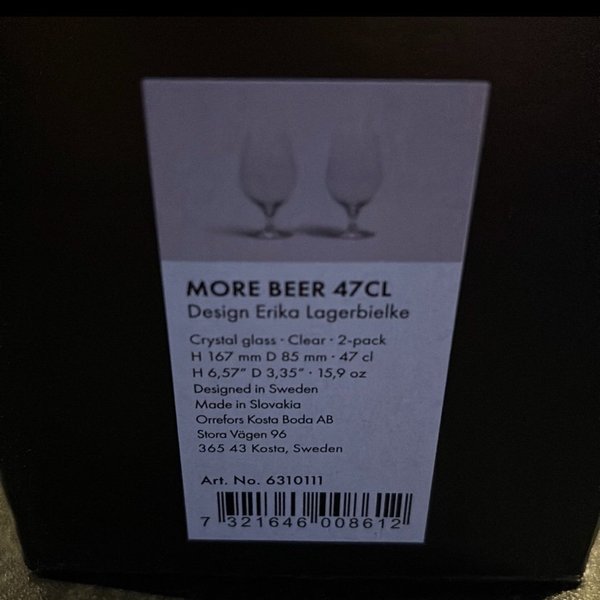 MORE BEER 47CL
Design Erika Lagerbielke
Crystal glass · Clear · 2-pack
H 167 mm D 85 mm · 47 cl
H 6,57” D 3,35” · 15,9 oz
Designed in Sweden
Made in Slovakia
Orrefors Kosta Boda AB
Stora Vägen 96
365 43 Kosta, Sweden
Art. No. 6310111
7 321646 008612